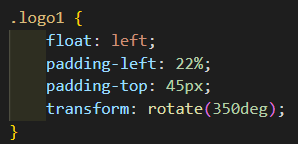 .logo1 {
    float: left;
    padding-left: 22%;
    padding-top: 45px;
    transform: rotate(350deg);
}